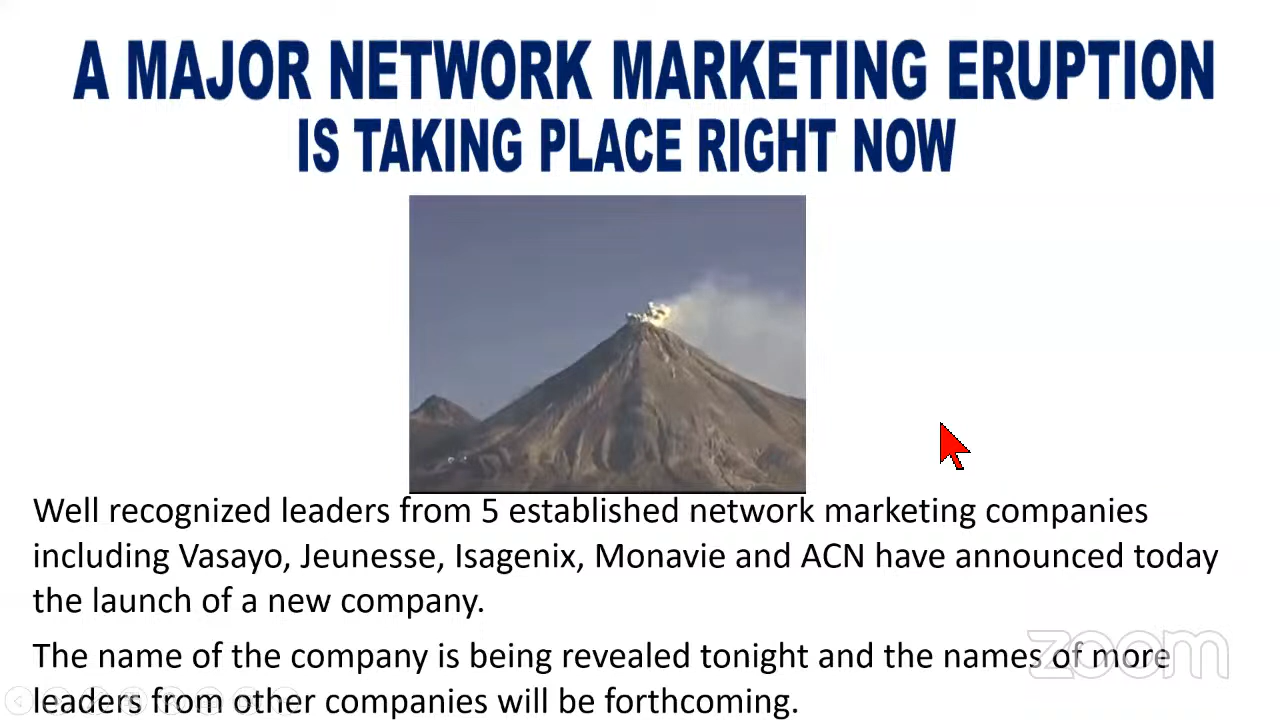 A MAJOR NETWORK MARKETING ERUPTION
IS TAKING PLACE RIGHT NOW
Well recognized leaders from 5 established network marketing companies
including Vasayo, Jeunesse, Isagenix, Monavie and ACN have announced today
the launch of a new company.
The name of the company is being revealed tonight and the names of more
leaders from other companies will be forthcoming.
zoom